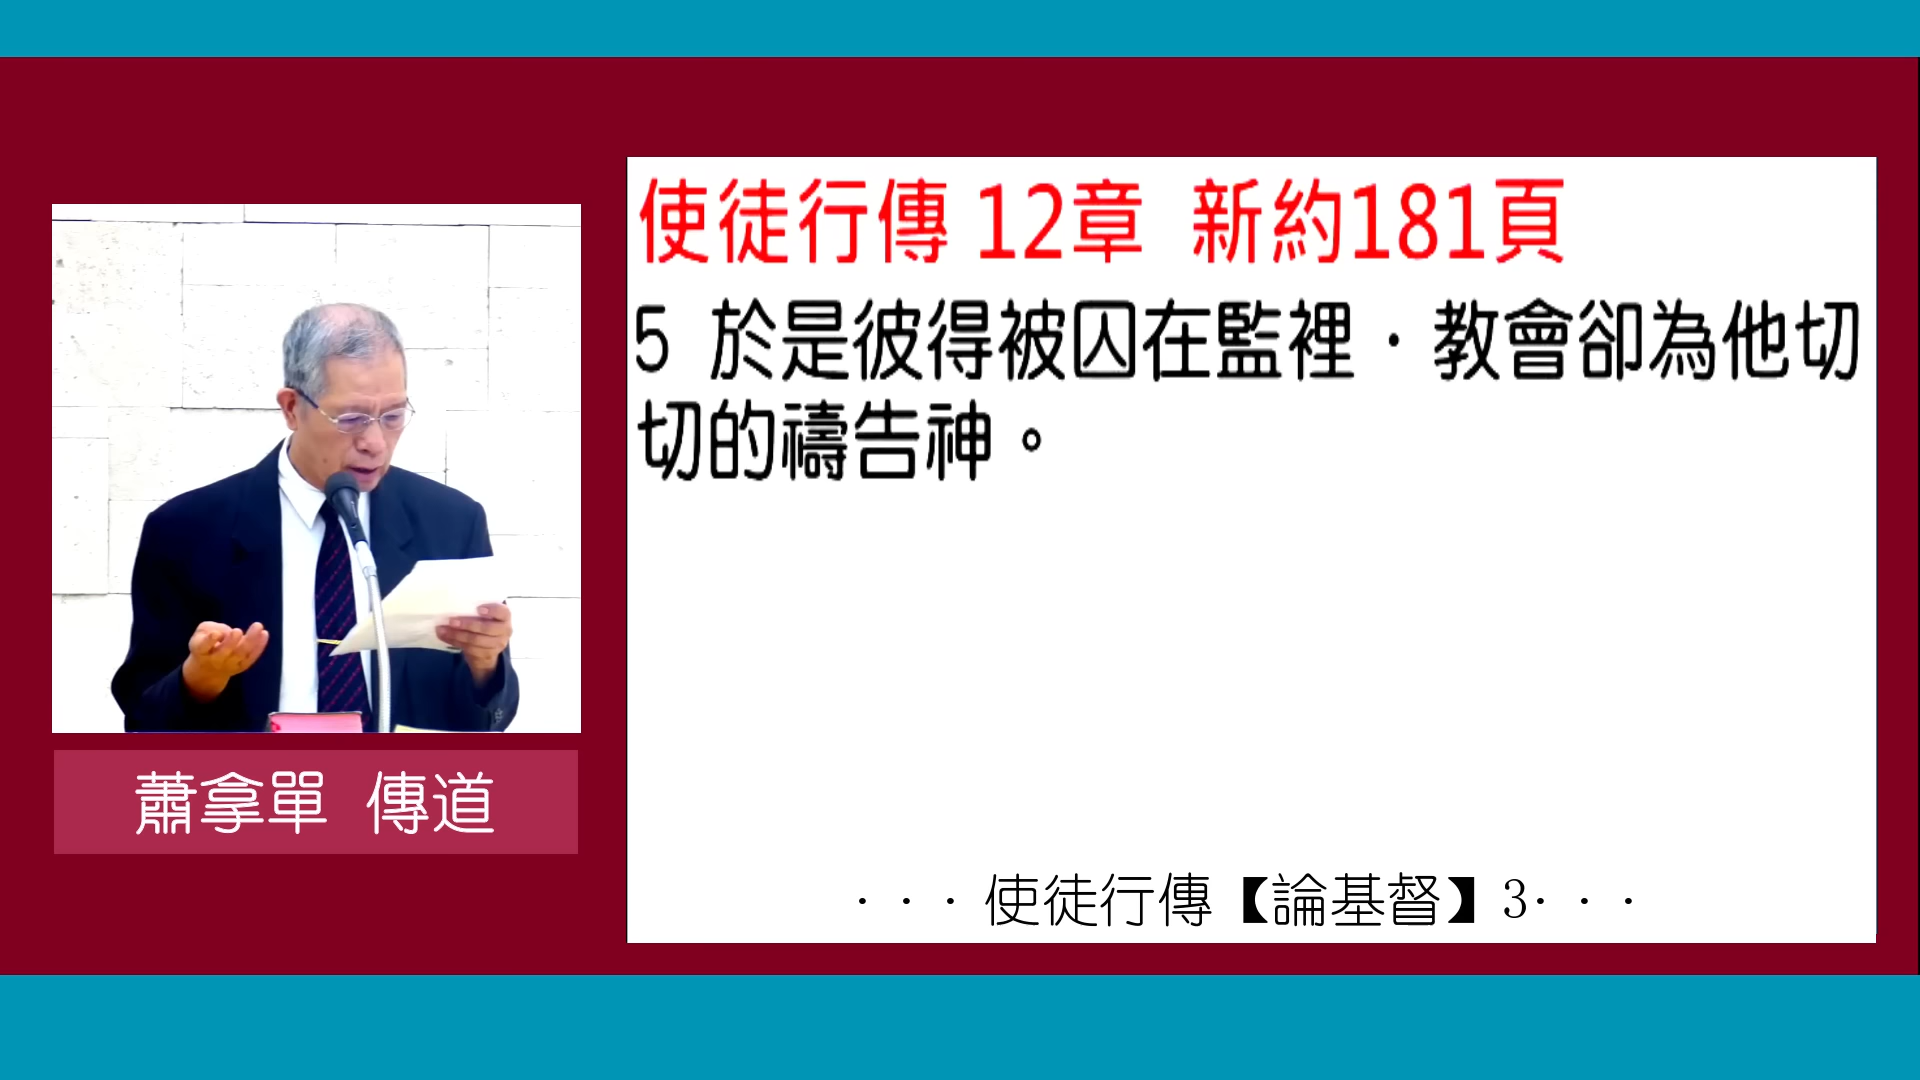 使徒行傳 12章 新約181頁
5 於是彼得被囚在監裡．教會卻為他切
切的禱告神。
蕭拿單 傳道
．．．使徒行傳【論基督】3．．．